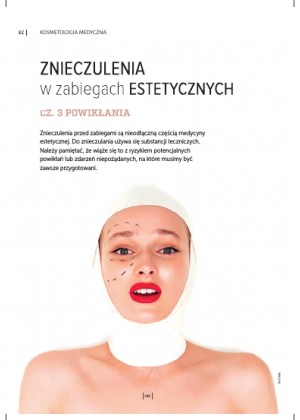 82 | KOSMETOLOGIA MEDYCZNA
ZNIECZULENIA
w zabiegach ESTETYCZNYCH
CZ. 3 POWIKŁANIA
Znieczulenia przed zabiegami są nieodłączną częścią medycyny
estetycznej. Do znieczulania używa się substancji leczniczych.
Należy pamiętać, że wiąże się to z ryzykiem potencjalnych
powikłań lub zdarzeń niepożądanych, na które musimy być
zawsze przygotowani.